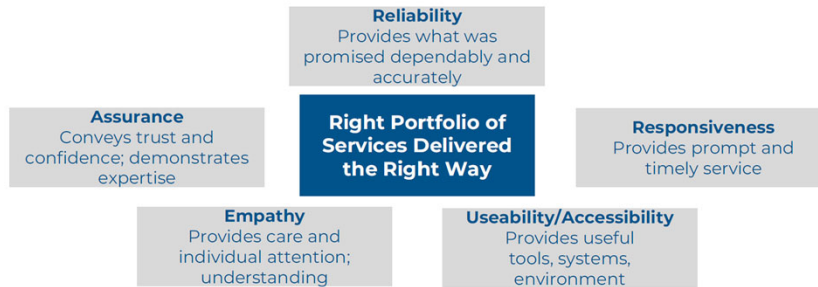 Reliability
Provides what was
promised dependably and
accurately
Assurance
Conveys trust and
confidence; demonstrates
expertise
Right Portfolio of
Services Delivered
the Right Way
Responsiveness
Provides prompt and
timely service
Empathy
Provides care and
individual attention;
understanding
Useability/Accessibility
Provides useful
tools, systems,
environment